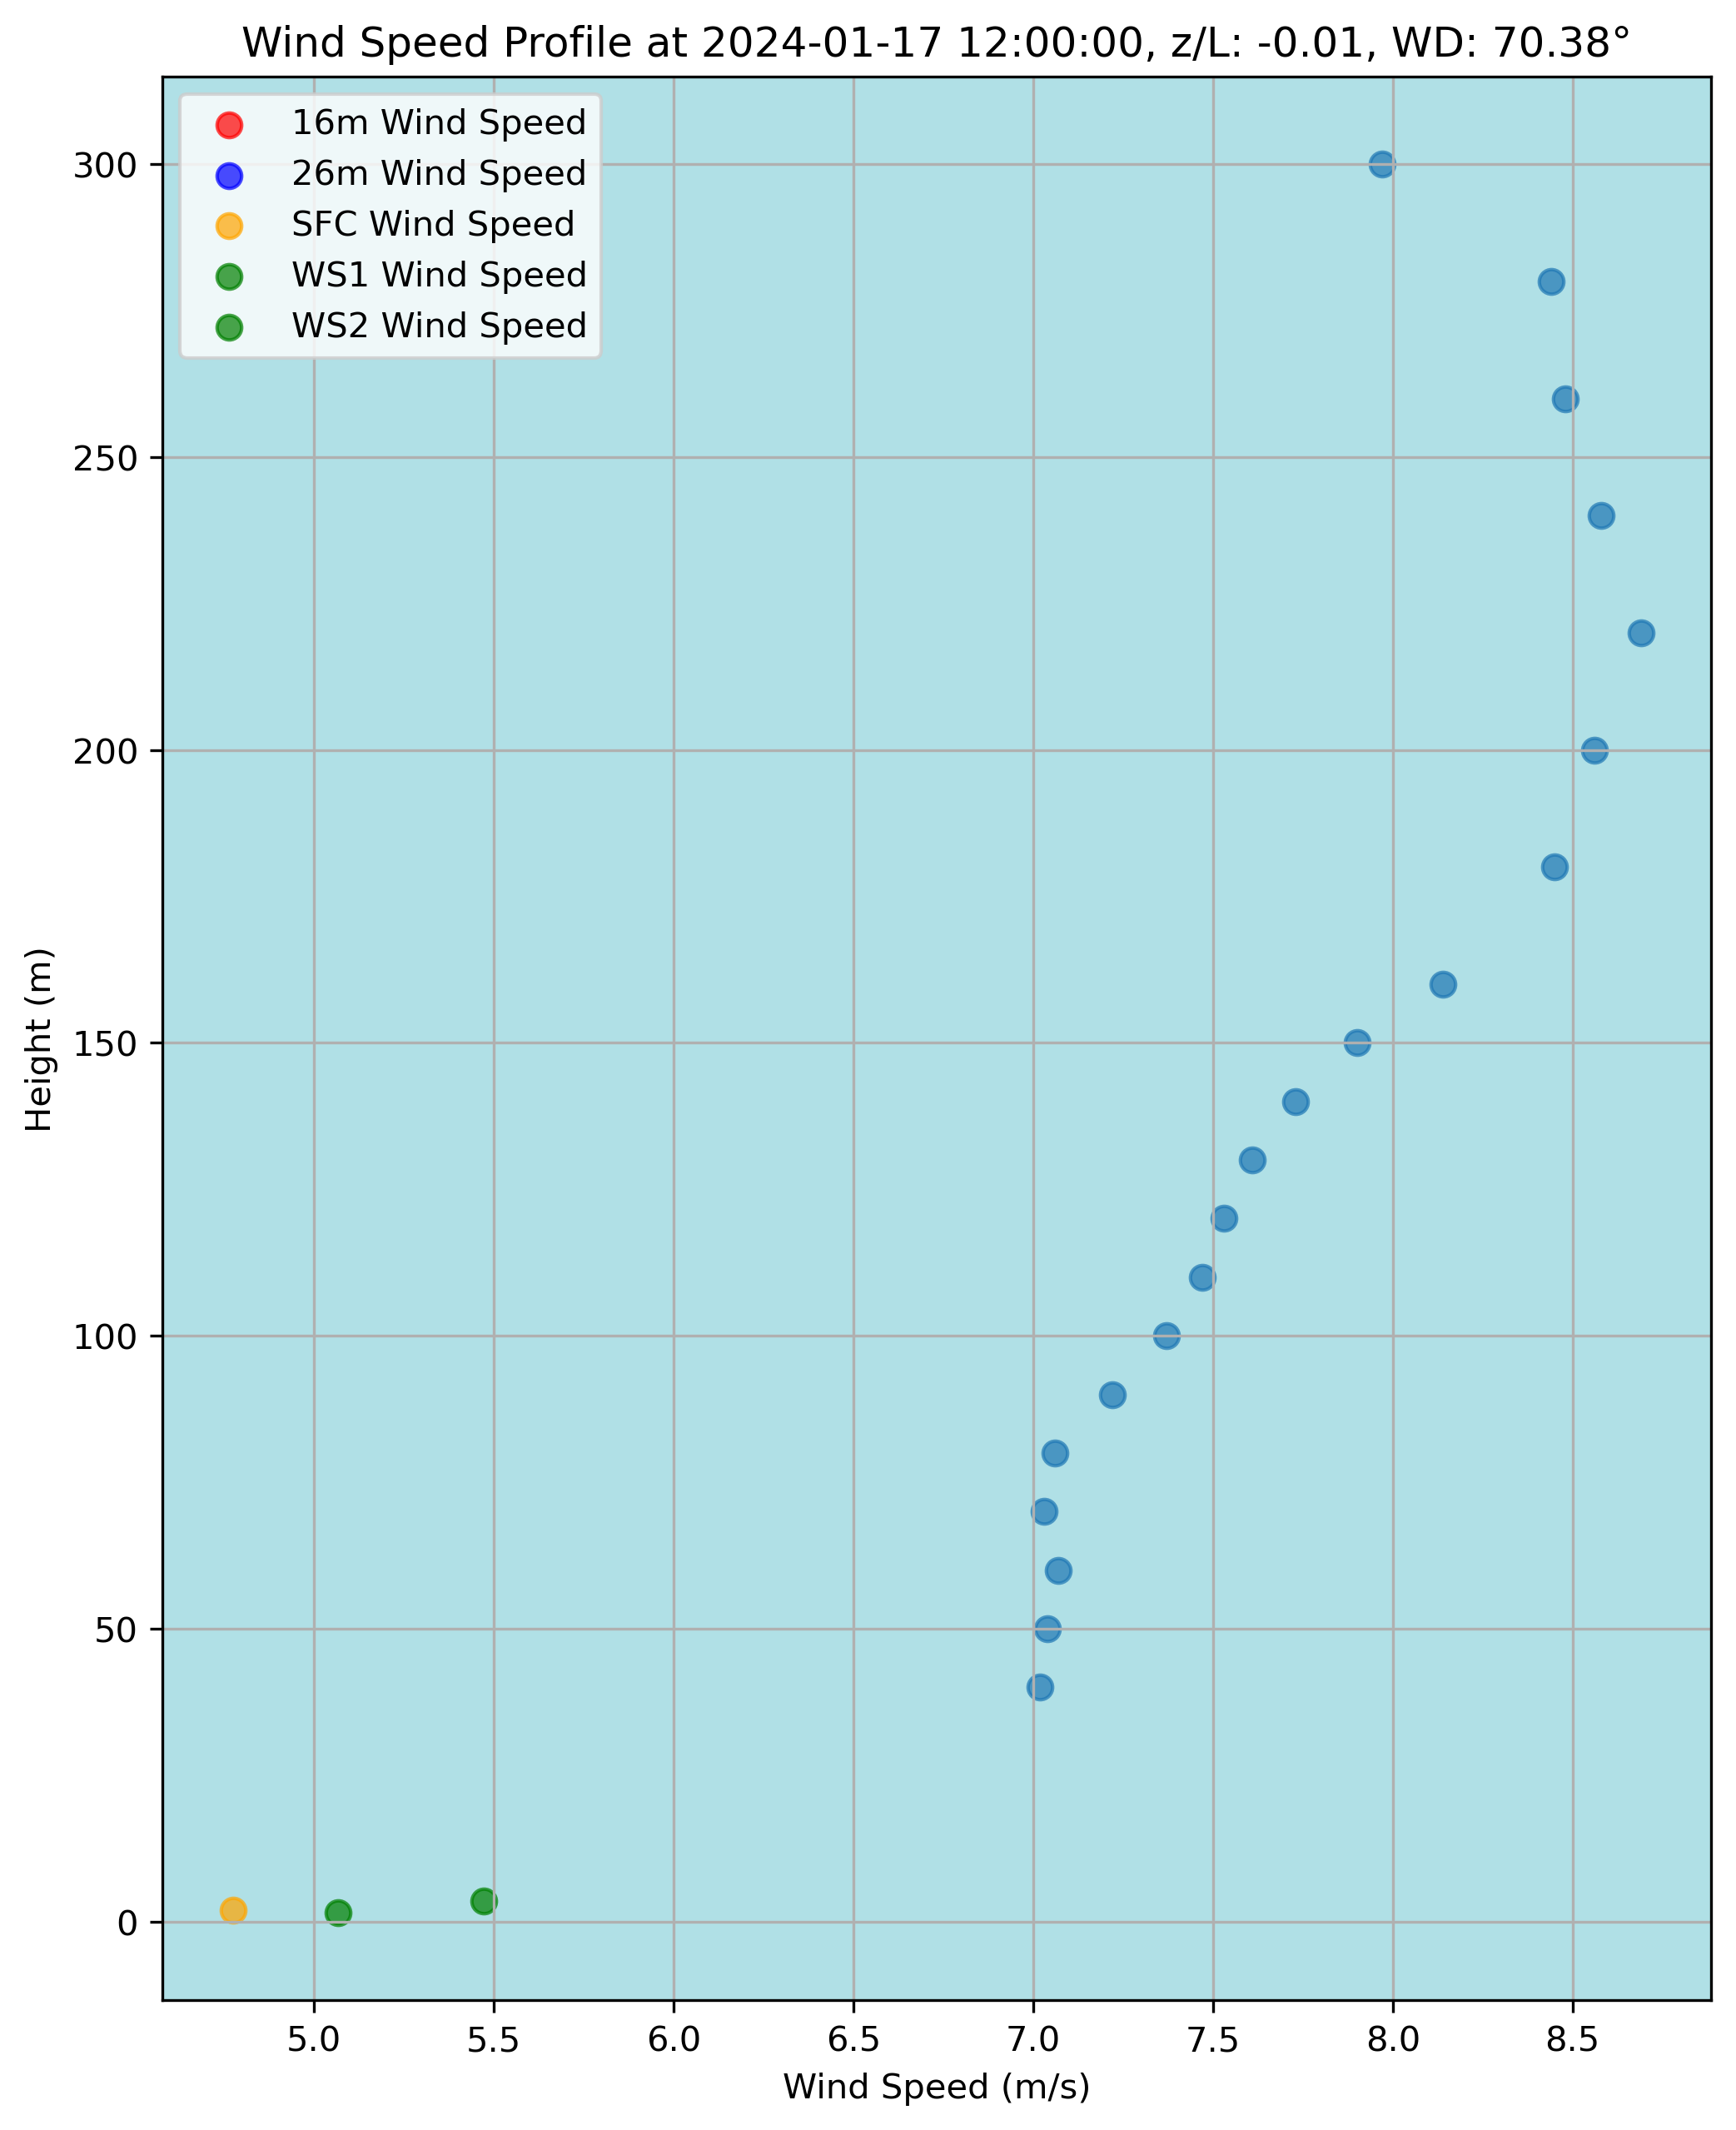 Wind Speed Profile at 2024-01-17 12:00:00, z/L: -0.01, WD: 70.38°
16m Wind Speed
26m Wind Speed
SFC Wind Speed
WS1 Wind Speed
WS2 Wind Speed
300
250
200
150
100
50
0
Height (m)
5.0 5.5 6.0 6.5 7.0 7.5 8.0 8.5
Wind Speed (m/s)